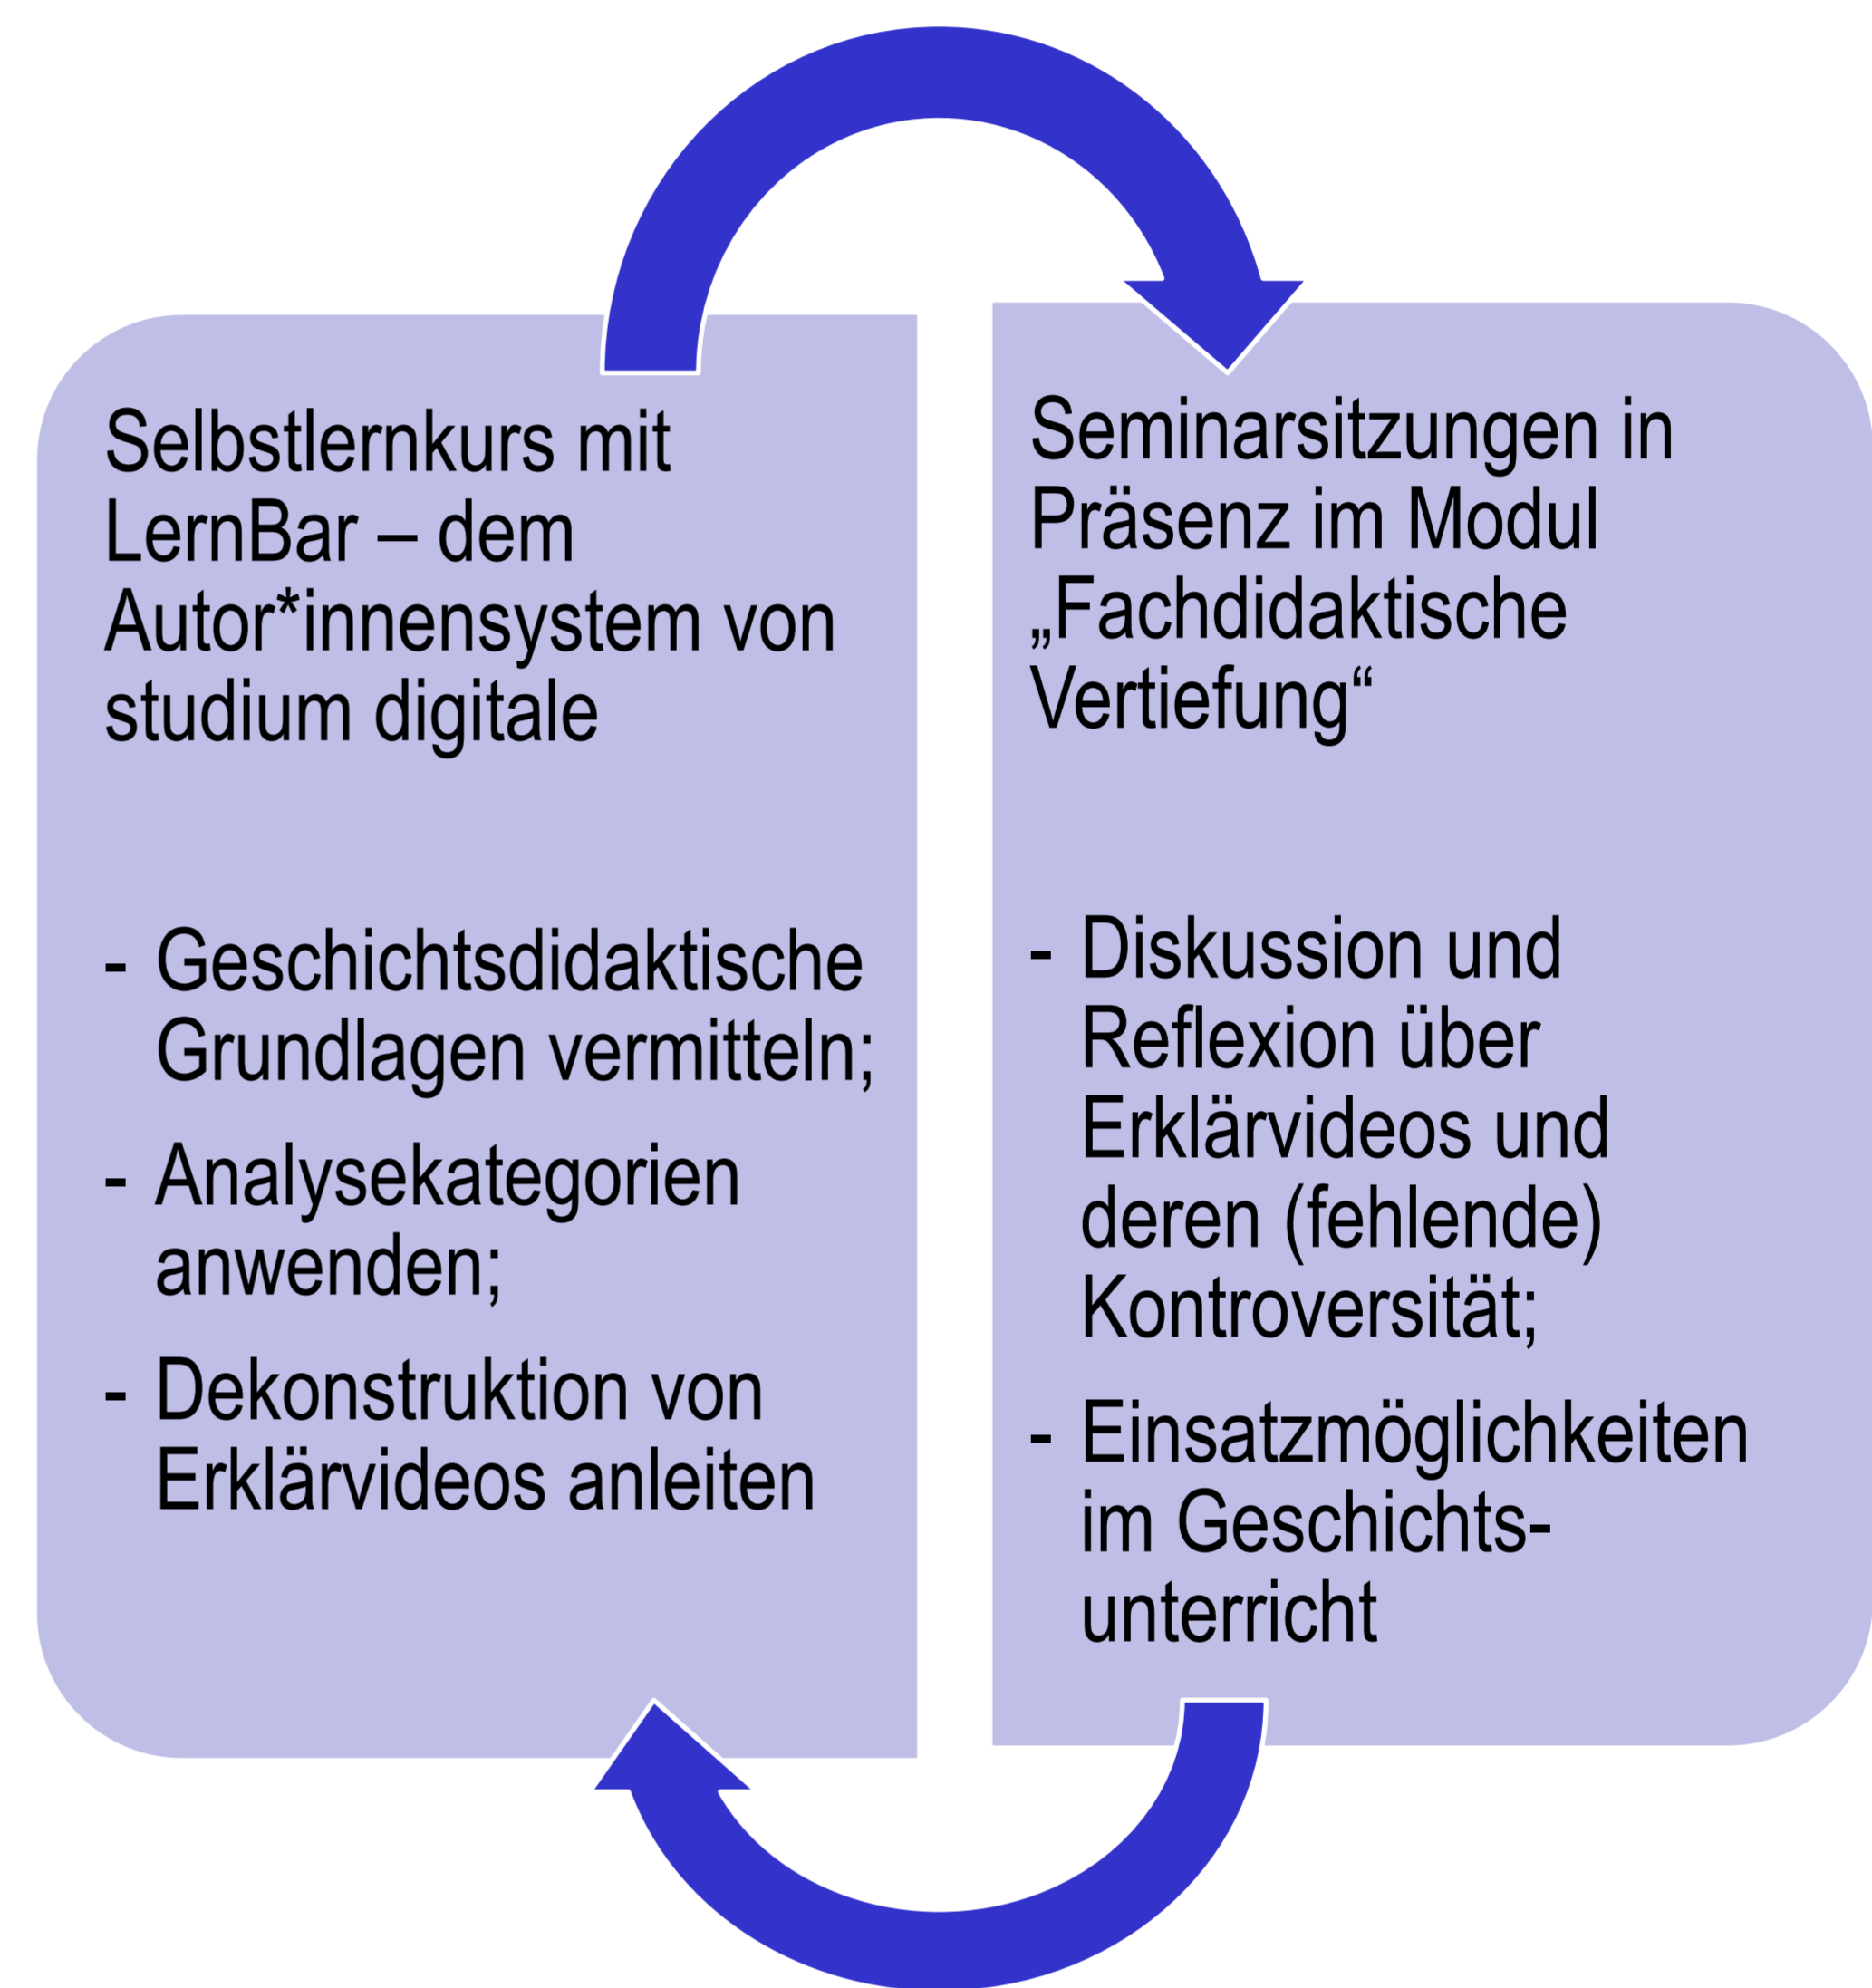 Selbstlernkurs mit
LernBar – dem
Autor*innensystem von
studium digitale
- Geschichtsdidaktische
Grundlagen vermitteln;
- Analysekategorien
anwenden;
- Dekonstruktion von
Erklärvideos anleiten
Seminarsitzungen in
Präsenz im Modul
„Fachdidaktische
Vertiefung“
- Diskussion und
Reflexion über
Erklärvideos und
deren (fehlende)
Kontroversität;
- Einsatzmöglichkeiten
im Geschichts-
unterricht